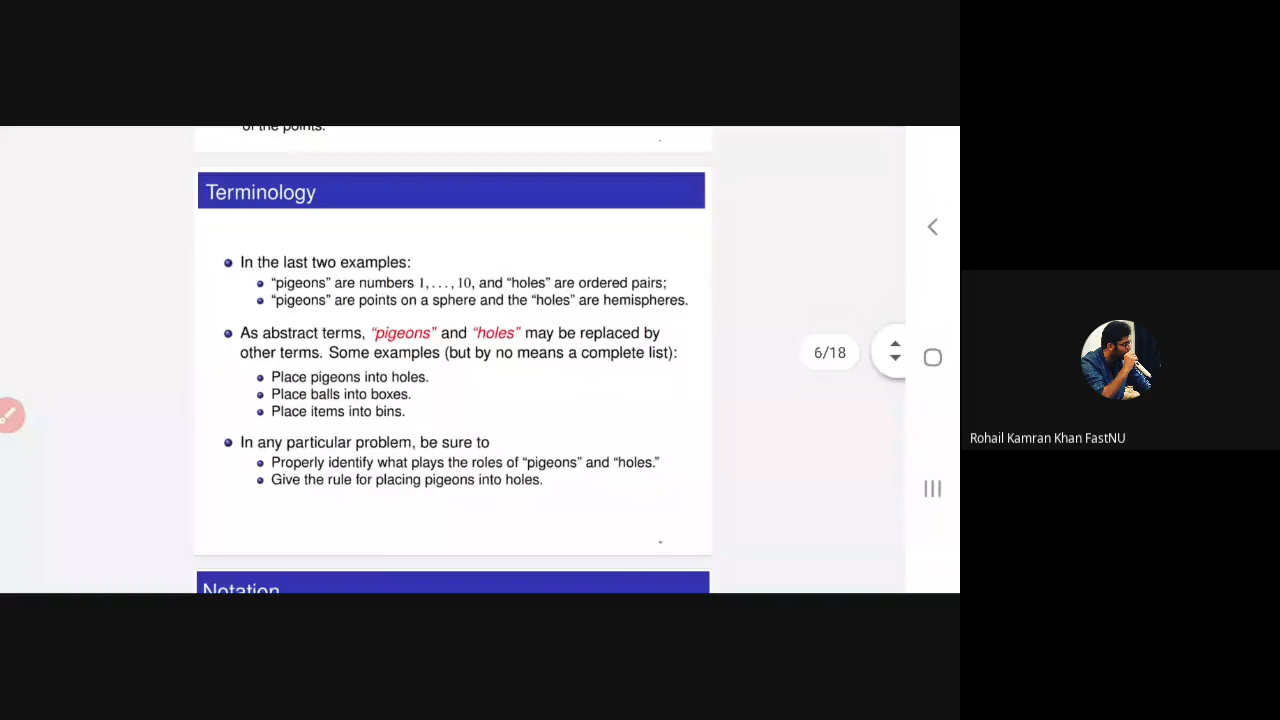 of the points.
Terminology
In the last two examples:
“pigeons” are numbers 1, . . . , 10, and “holes” are ordered pairs;
“pigeons” are points on a sphere and the “holes” are hemispheres.
As abstract terms, “pigeons” and “holes” may be replaced by
other terms. Some examples (but by no means a complete list):
Place pigeons into holes.
Place balls into boxes.
Place items into bins.
In any particular problem, be sure to
Properly identify what plays the roles of “pigeons” and “holes.”
Give the rule for placing pigeons into holes.
Notation
6/18
Rohail Kamran Khan FastNU